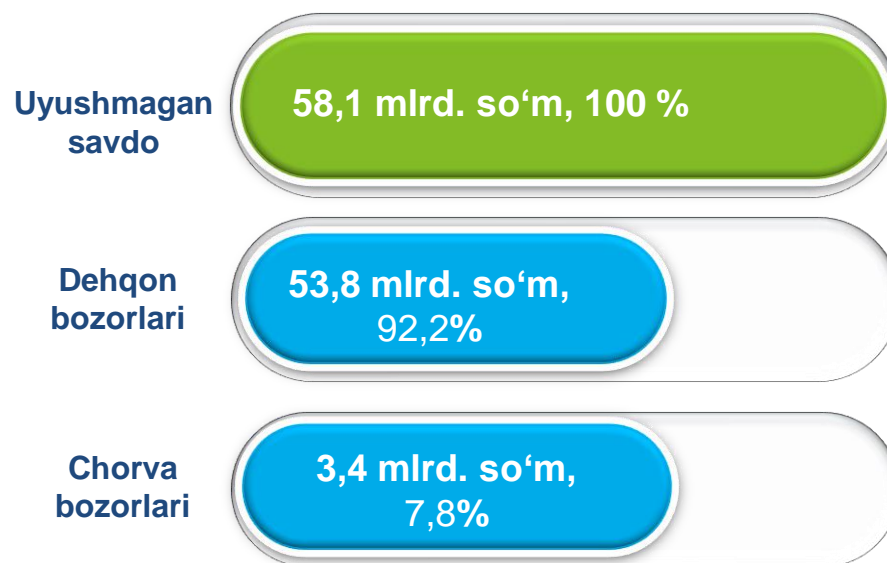 Uyushmagan
savdo
58,1 mlrd. so‘m, 100 %
Dehqon
bozorlari
53,8 mlrd. so‘m,
92,2%
Chorva
bozorlari
3,4 mlrd. so‘m,
7,8%